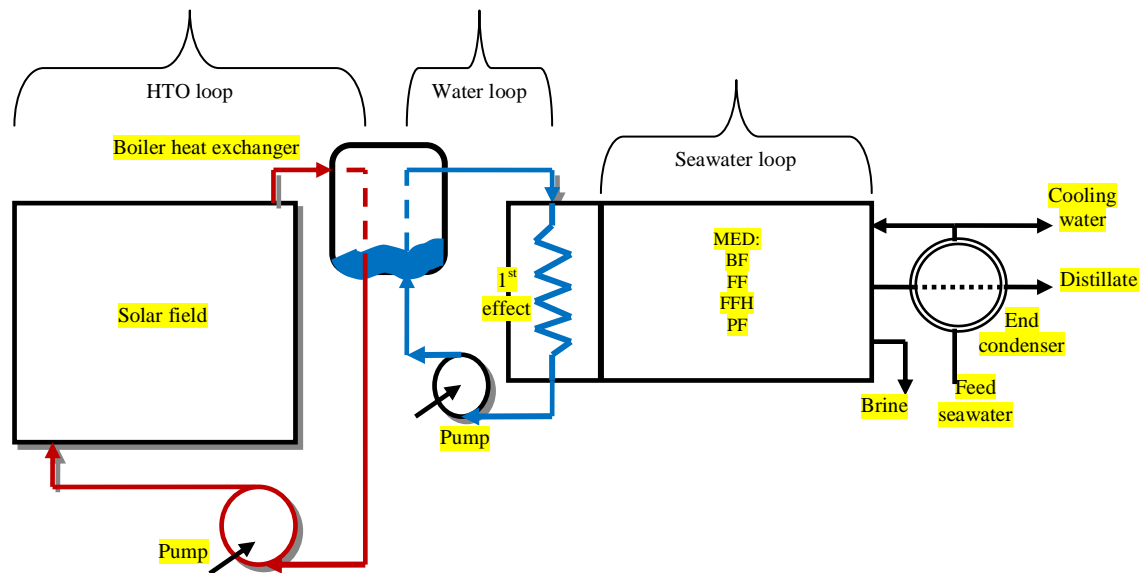 HTO loop
Water loop
Seawater loop
Boiler heat exchanger
Solar field
Pump
Pump
1st
effect
MED:
BF
FF
FFH
PF
Cooling
water
Distillate
End
condenser
Feed
seawater
Brine